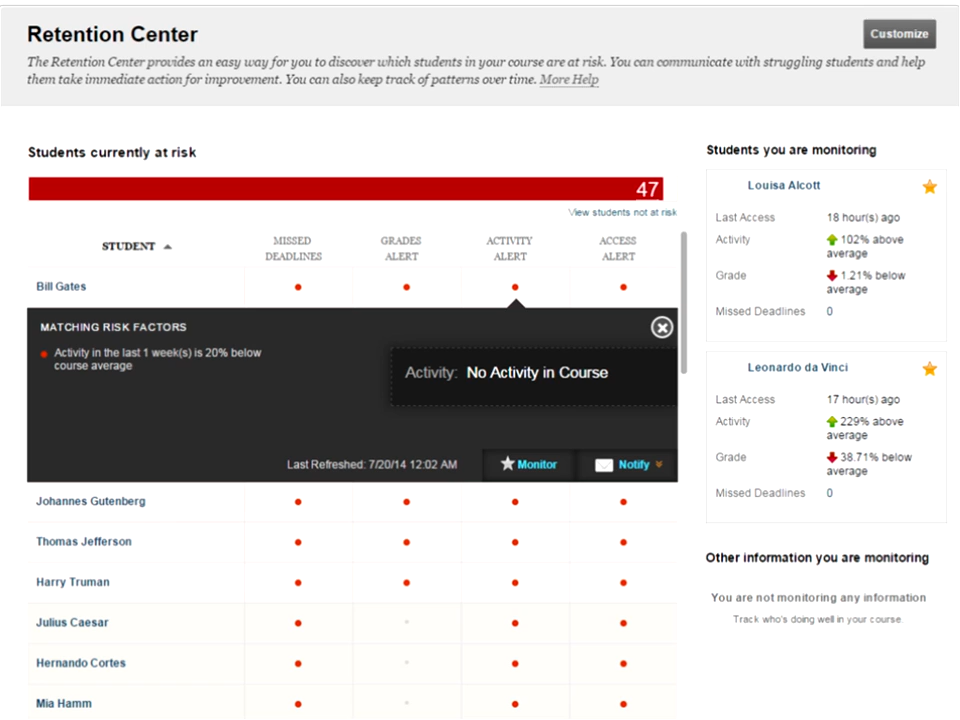 Retention Center
Customize
The Retention Center provides an easy way for you to discover which students in your course are at risk. You can communicate with struggling students and help
them take immediate action for improvement. You can also keep track of patterns over time. More Help
Students currently at risk
47
View students not at risk
STUDENT
MISSED
DEADLINES
GRADES
ALERT
ACTIVITY
ALERT
ACCESS
ALERT
Bill Gates
MATCHING RISK FACTORS
Activity in the last 1 week(s) is 20% below
course average
Activity: No Activity in Course
Last Refreshed: 7/20/14 12:02 AM
Monitor
Notify
Johannes Gutenberg
Thomas Jefferson
Harry Truman
Julius Caesar
Hernando Cortes
Mia Hamm
Students you are monitoring
Louisa Alcott
Last Access 18 hour(s) ago
Activity 102% above
average
Grade 1.21% below
average
Missed Deadlines 0
Leonardo da Vinci
Last Access 17 hour(s) ago
Activity 229% above
average
Grade 38.71% below
average
Missed Deadlines 0
Other information you are monitoring
You are not monitoring any information
Track who's doing well in your course.